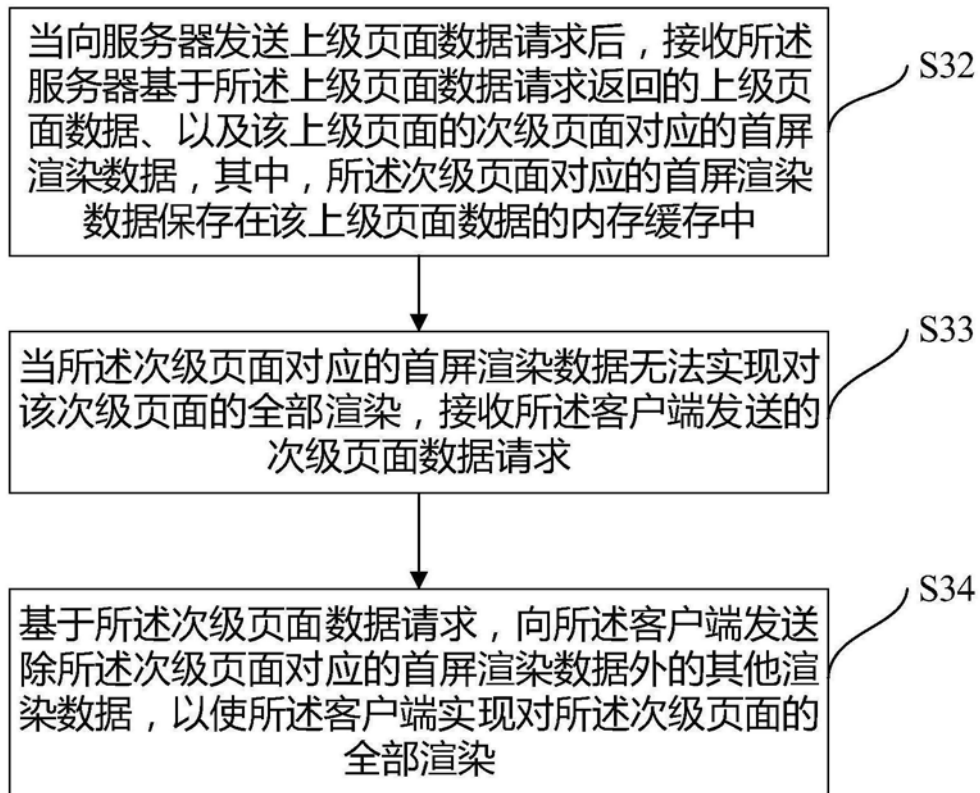 当向服务器发送上级页面数据请求后，接收所述
服务器基于所述上级页面数据请求返回的上级页
面数据、以及该上级页面的次级页面对应的首屏
渲染数据，其中，所述次级页面对应的首屏渲染
数据保存在该上级页面数据的内存缓存中
S32
当所述次级页面对应的首屏渲染数据无法实现对
该次级页面的全部渲染，接收所述客户端发送的
次级页面数据请求
S33
基于所述次级页面数据请求，向所述客户端发送
除所述次级页面对应的首屏渲染数据外的其他渲
染数据，以使所述客户端实现对所述次级页面的
全部渲染
S34